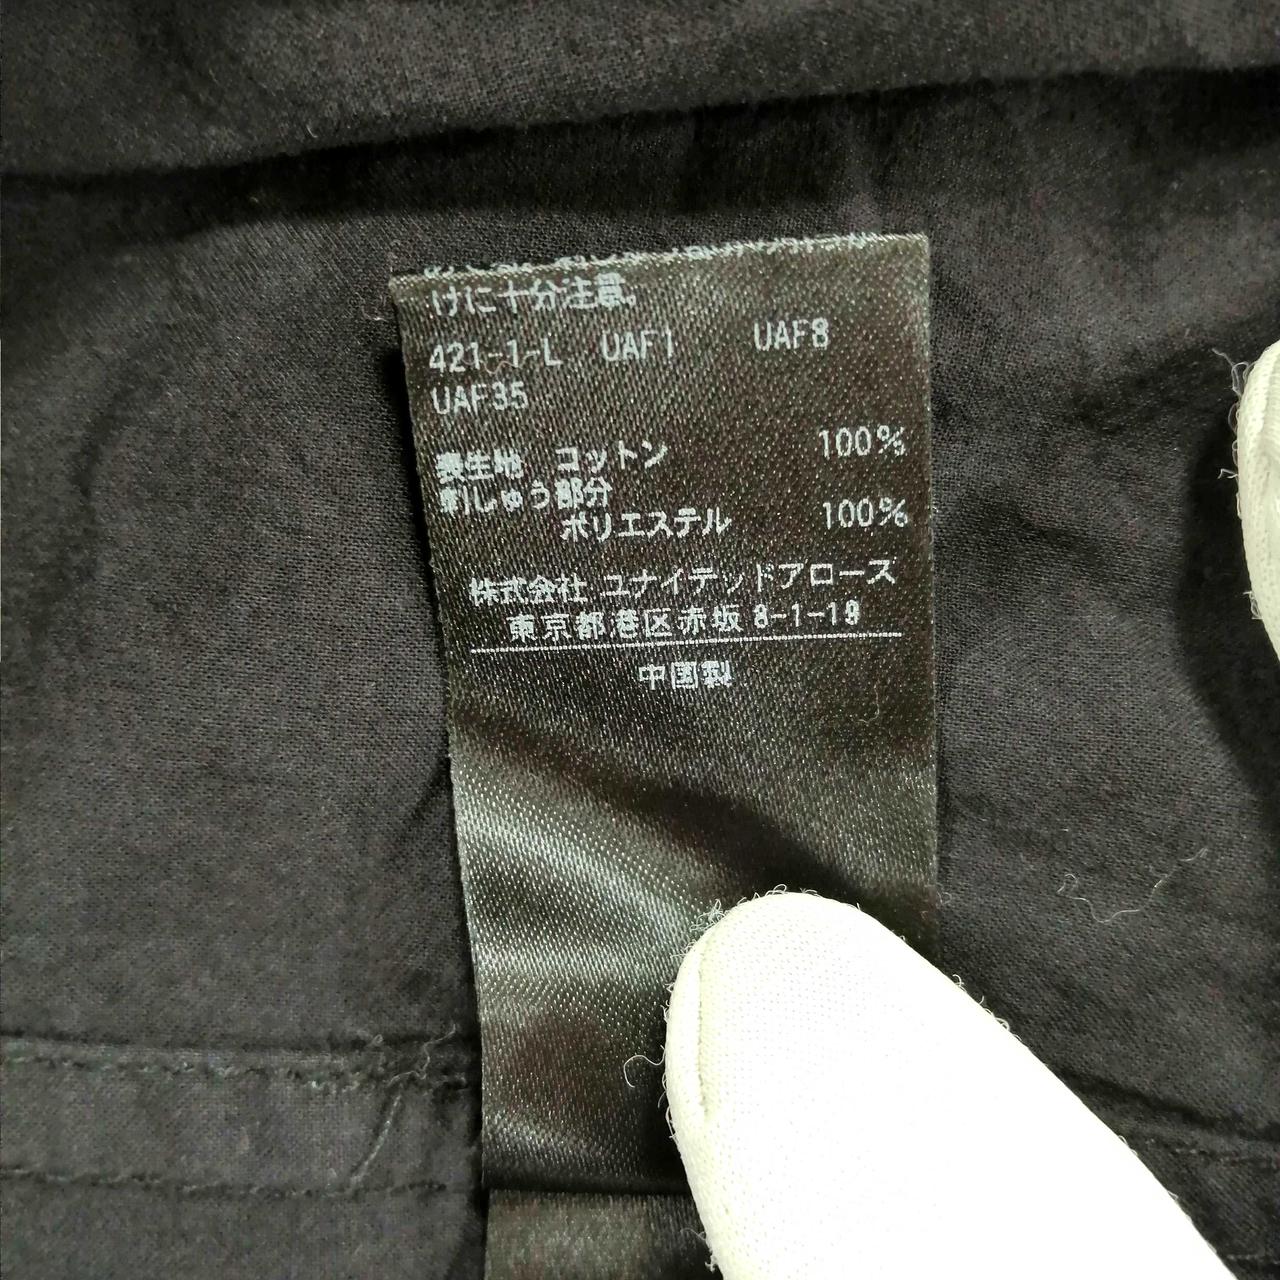 けに十分注意。
421-1-L UAF1 UAF8
UAF35
表生地 コットン 100%
刺しゅう部分
ポリエステル 100%
株式会社 ユナイテッドアローズ
東京都港区赤坂 8-1-19
中国製